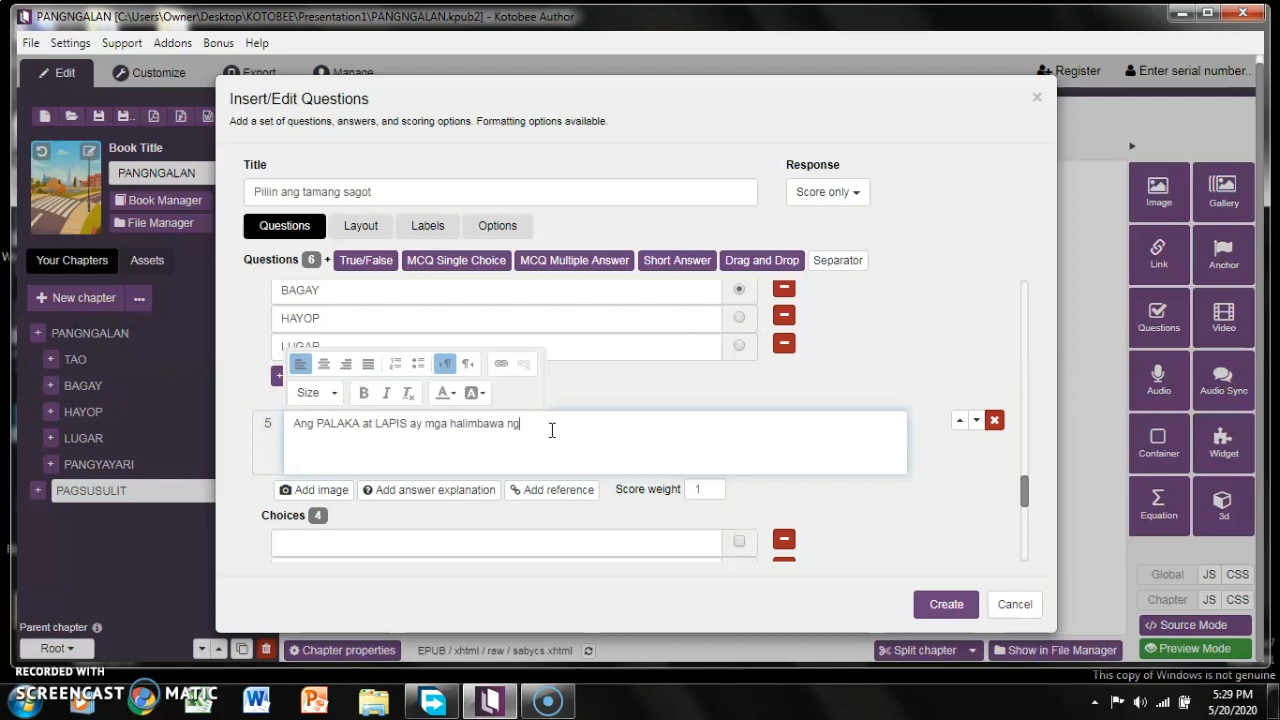 PANGNGALAN [C:\Users\Owner\Desktop\KOTOBEE\Presentation1\PANGNGALAN.kpub2] - Kotobee Author
File Settings Support Addons Bonus Help
Edit Customize Export Manage Register Enter serial number..
Insert/Edit Questions
Add a set of questions, answers, and scoring options. Formatting options available.
Book Title
PANGNGALAN
Book Manager
File Manager
Your Chapters Assets
New chapter ...
PANGNGALAN
TAO
BAGAY
HAYOP
LUGAR
PANGYAYARI
PAGSUSULIT
Parent chapter
Root
Title Response
Piliin ang tamang sagot Score only
Questions Layout Labels Options
Questions 6 + True/False MCQ Single Choice MCQ Multiple Answer Short Answer Drag and Drop Separator
BAGAY
HAYOP
LUGAR
Size B I Tx A A
5 Ang PALAKA at LAPIS ay mga halimbawa ng
Add image Add answer explanation Add reference Score weight 1
Choices 4
Create Cancel
Image Gallery
Link Anchor
Questions Video
Audio Audio Sync
Container Widget
Equation 3d
Global JS CSS
Chapter JS CSS
Source Mode
Preview Mode
Chapter properties EPUB / xhtml / raw / sabycs.xhtml Split chapter Show in File Manager
This copy of Windows is not genuine
RECORDED WITH
SCREENCAST MATIC
5:29 PM
5/20/2020